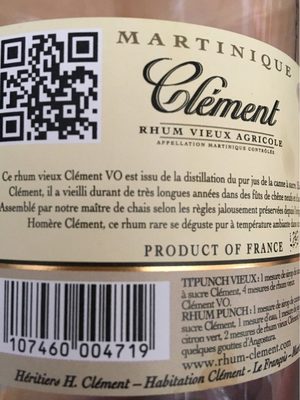 MARTINIQUE
Clément
RHUM VIEUX AGRICOLE
APPELLATION MARTINIQUE CONTRÔLÉE
Ce rhum vieux Clément VO est issu de la distillation du pur jus de la canne à sucre
Clément, il a vieilli durant de très longues années dans des fûts de chêne
Assemblé par notre maître de chais selon les règles jalousement préservées depuis
Homère Clément, ce rhum rare se déguste pur à température ambiante dans
PRODUCT OF FRANCE
TI'PUNCH VIEUX : 1 mesure de sirop de
à sucre Clément, 4 mesures de rhum vieux
Clément VO.
RHUM PUNCH : 1 mesure de sirop de
sucre Clément, 1 mesure d'eau, 1 mesure
citron vert, 2 mesures de rhum vieux Clément
quelques gouttes d'Angostura.
www.rhum-clement.com
107460 004719
Héritiers H. Clément – Habitation Clément - Le François -